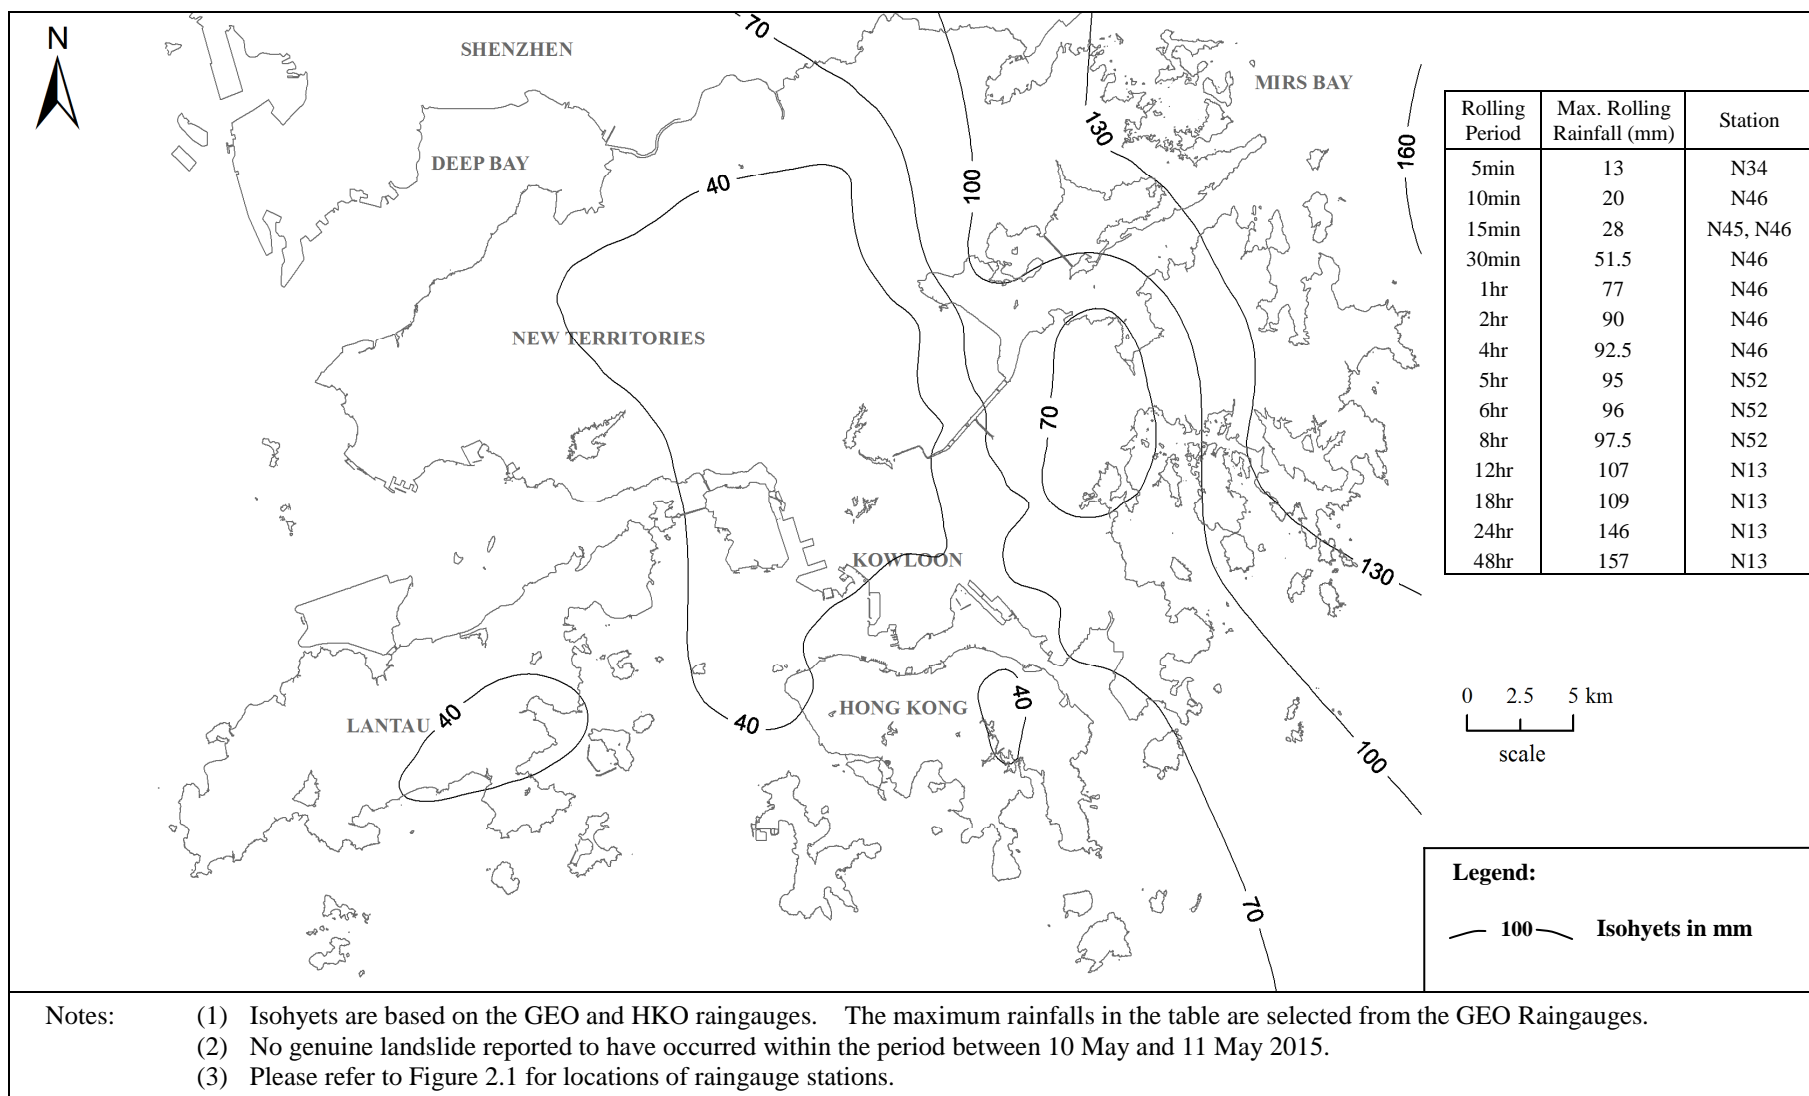 N
SHENZHEN
DEEP BAY
MIRS BAY
NEW TERRITORIES
KOWLOON
HONG KONG
LANTAU
70
100
130
160
40
70
130
40
40
40
100
70
Rolling Period Max. Rolling Rainfall (mm) Station
5min 13 N34
10min 20 N46
15min 28 N45, N46
30min 51.5 N46
1hr 77 N46
2hr 90 N46
4hr 92.5 N46
5hr 95 N52
6hr 96 N52
8hr 97.5 N52
12hr 107 N13
18hr 109 N13
24hr 146 N13
48hr 157 N13
0 2.5 5 km
scale
Legend:
100 Isohyets in mm
Notes: (1) Isohyets are based on the GEO and HKO raingauges. The maximum rainfalls in the table are selected from the GEO Raingauges.
(2) No genuine landslide reported to have occurred within the period between 10 May and 11 May 2015.
(3) Please refer to Figure 2.1 for locations of raingauge stations.